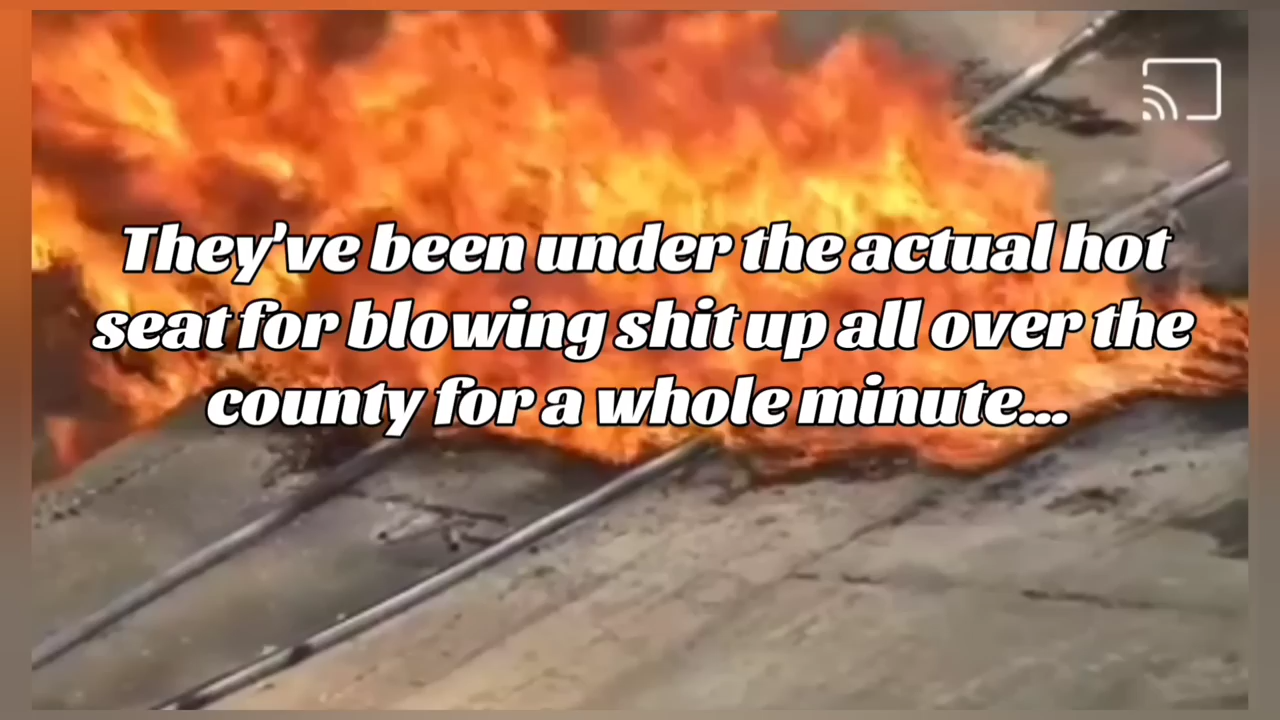 They've been under the actual hot
seat for blowing shit up all over the
county for a whole minute...